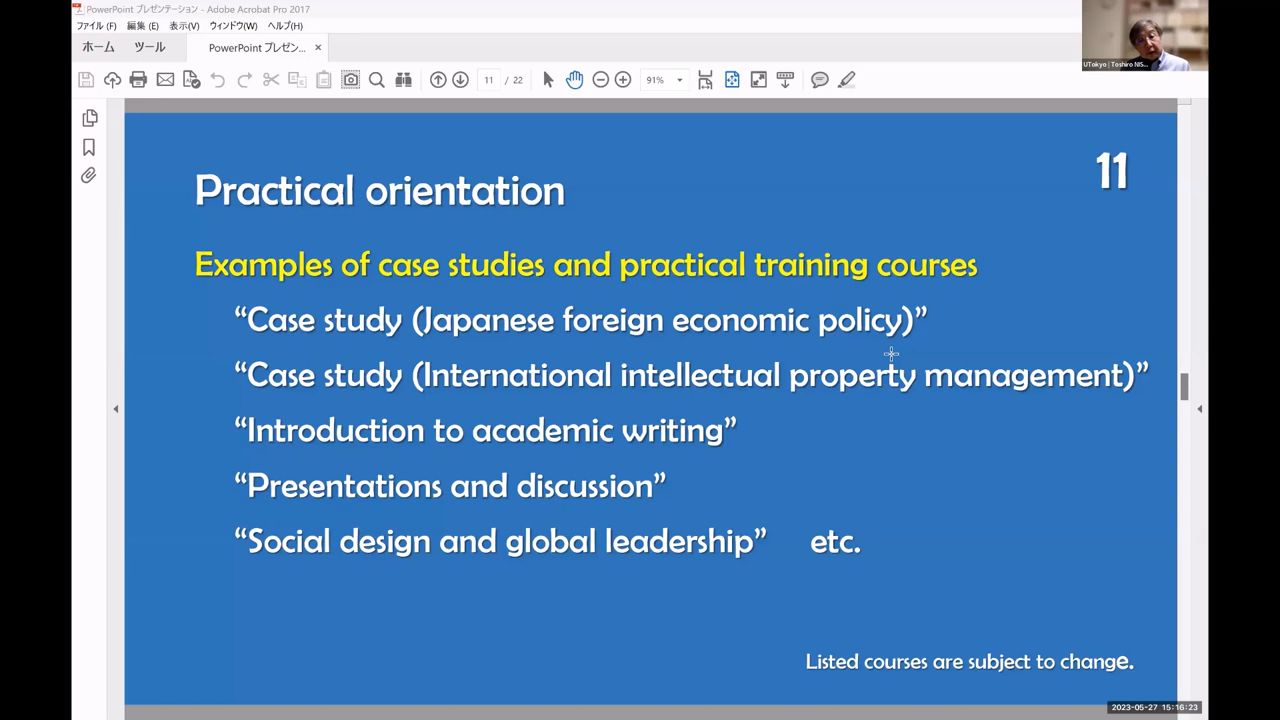 PowerPoint プレゼンテーション - Adobe Acrobat Pro 2017
ファイル (F) 編集 (E) 表示(V) ウィンドウ(W) ヘルプ(H)
ホーム ツール PowerPoint プレゼン... ×
11 / 22 91%
UTokyo | Toshiro NIS...
11
Practical orientation
Examples of case studies and practical training courses
“Case study (Japanese foreign economic policy)”
“Case study (International intellectual property management)”
“Introduction to academic writing”
“Presentations and discussion”
“Social design and global leadership” etc.
Listed courses are subject to change.
2023-05-27 15:16:23